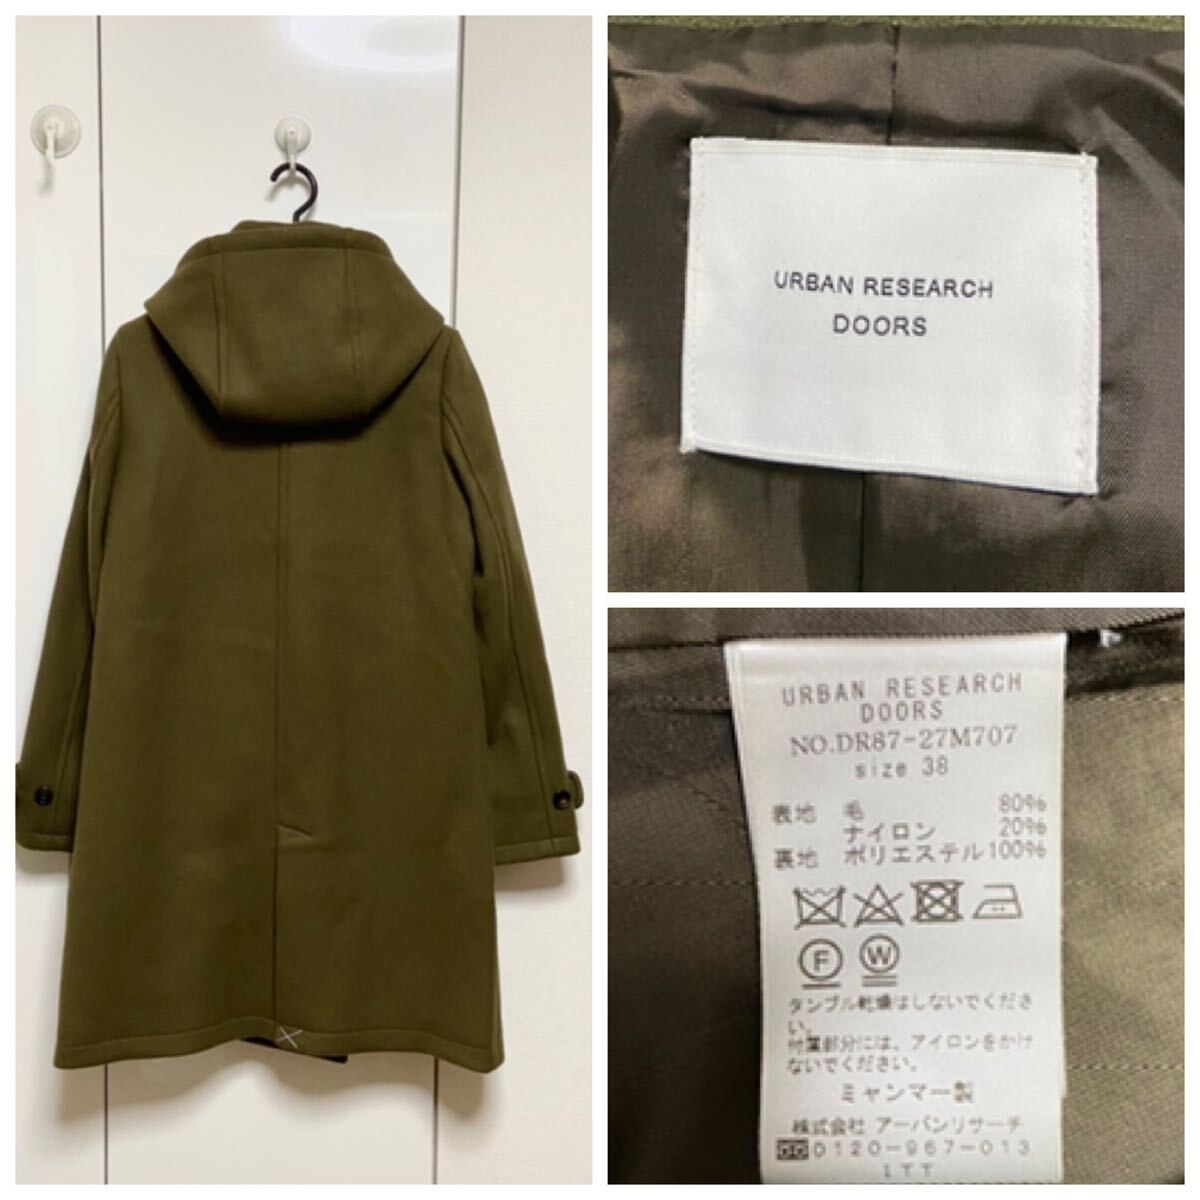 URBAN RESEARCH
DOORS
URBAN RESEARCH
DOORS
NO.DR87-27M707
size 38
表地 毛 80%
ナイロン 20%
裏地 ポリエステル 100%
F W
タンブル乾燥はしないでくださ
い。
付属部分には、アイロンをかけ
ないでください。
ミャンマー製
株式会社 アーバンリサーチ
0120-967-013
ITT